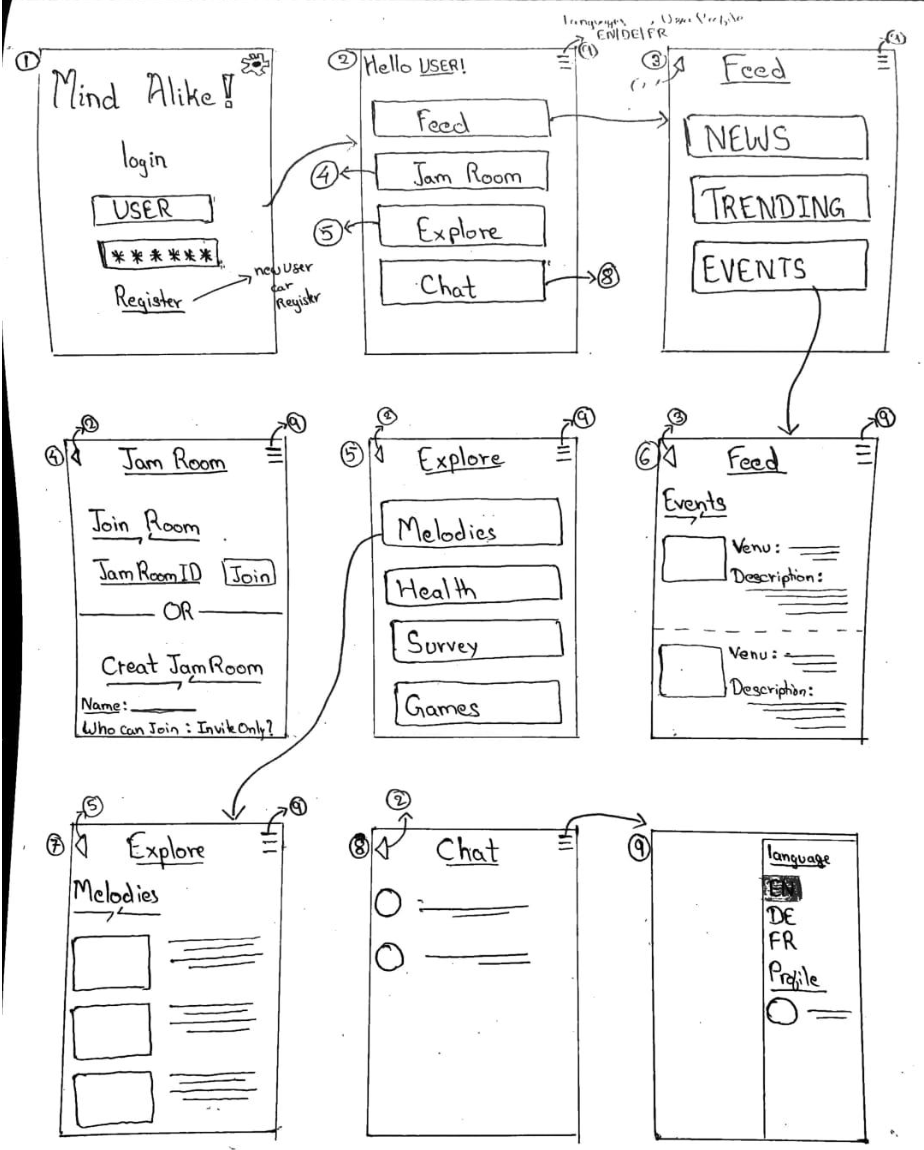 languages, User Profile
EN/DE/FR
1
Mind Alike!
login
USER
******
Register
new User
can
Register
2
9
Hello USER!
Feed
4
Jam Room
5
Explore
Chat
8
3
9
Feed
NEWS
TRENDING
EVENTS
4
2
9
Jam Room
Join Room
Jam Room ID
Join
OR
Creat Jam Room
Name:
Who Can Join : Invite Only?
5
2
9
Explore
Melodies
Health
Survey
Games
6
3
9
Feed
Events
Venu :
Description:
Venu :
Description:
7
5
9
Explore
Melodies
8
2
Chat
9
language
EN
DE
FR
Profile